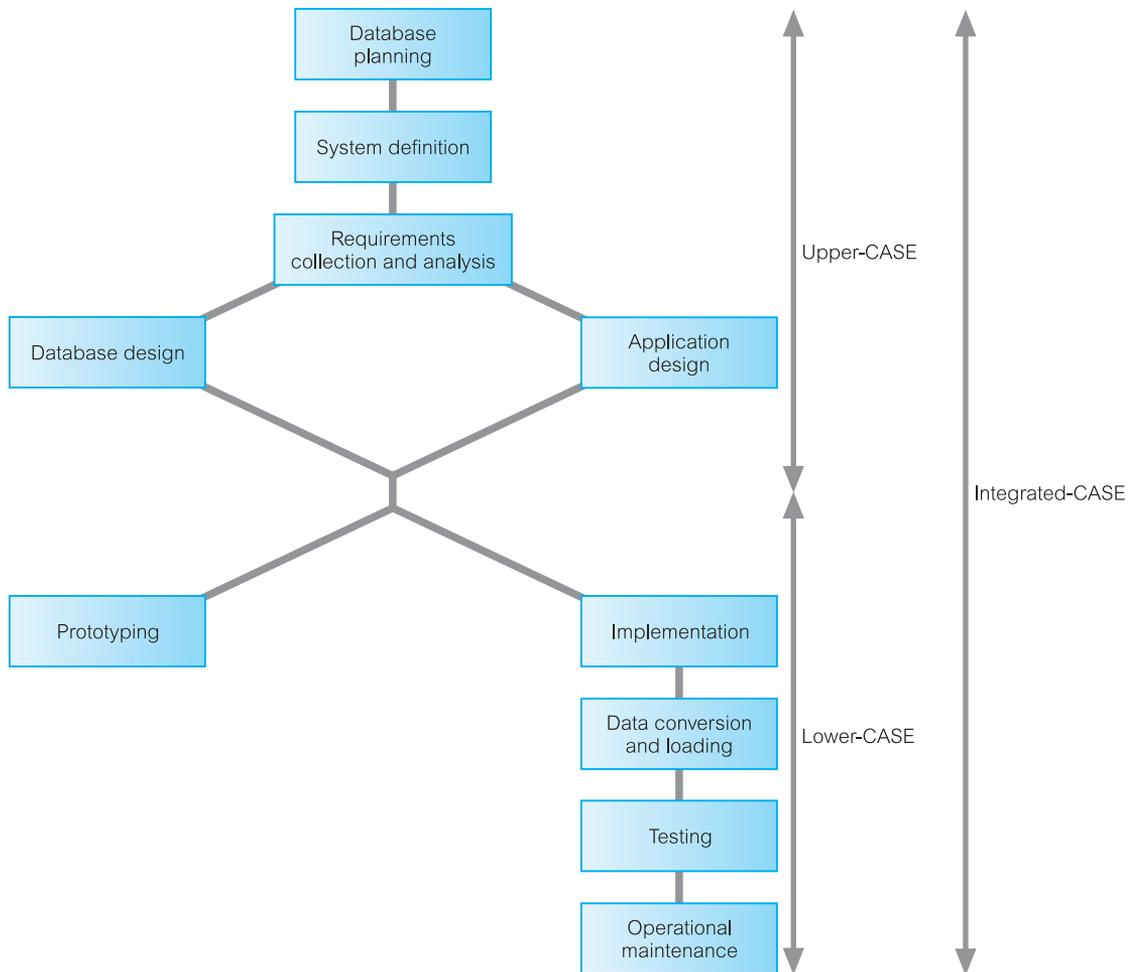 Database
planning
System definition
Requirements
collection and analysis
Upper-CASE
Database design
Application
design
Integrated-CASE
Prototyping
Implementation
Data conversion
and loading
Lower-CASE
Testing
Operational
maintenance